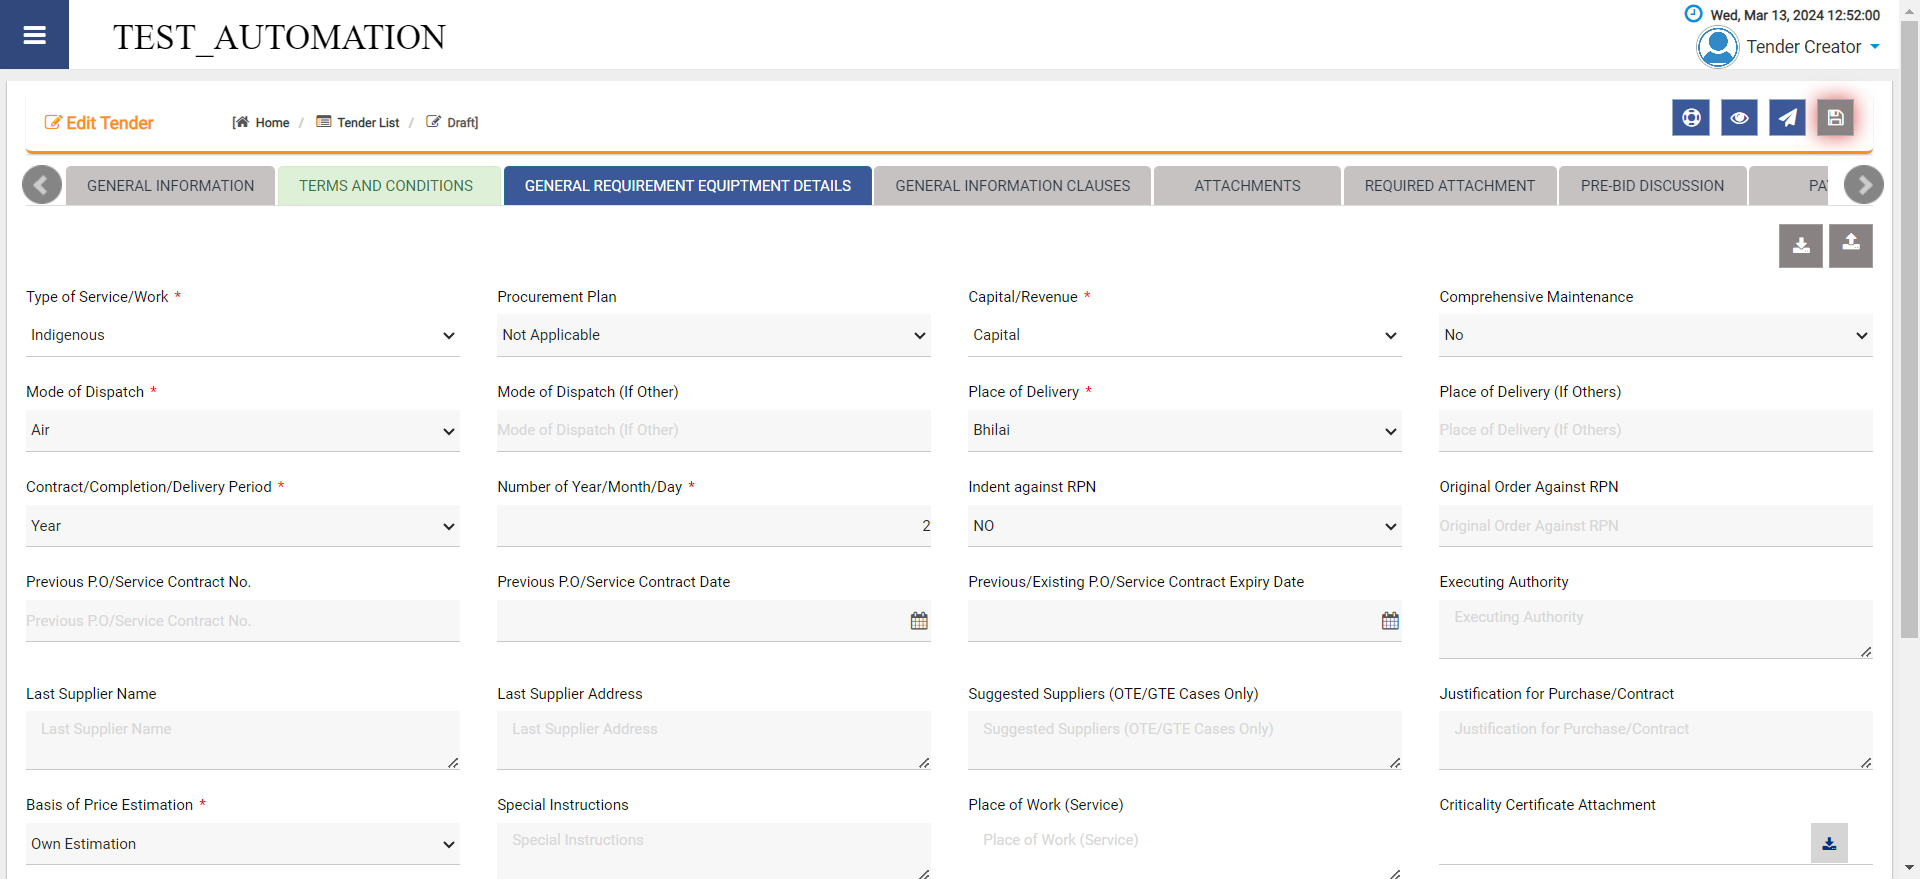 TEST_AUTOMATION
Wed, Mar 13, 2024 12:52:00
Tender Creator
Edit Tender
[ Home / Tender List / Draft]
GENERAL INFORMATION
TERMS AND CONDITIONS
GENERAL REQUIREMENT EQUIPTMENT DETAILS
GENERAL INFORMATION CLAUSES
ATTACHMENTS
REQUIRED ATTACHMENT
PRE-BID DISCUSSION
Type of Service/Work *
Procurement Plan
Capital/Revenue *
Comprehensive Maintenance
Indigenous
Not Applicable
Capital
No
Mode of Dispatch *
Mode of Dispatch (If Other)
Place of Delivery *
Place of Delivery (If Others)
Air
Mode of Dispatch (If Other)
Bhilai
Place of Delivery (If Others)
Contract/Completion/Delivery Period *
Number of Year/Month/Day *
Indent against RPN
Original Order Against RPN
Year
2
NO
Original Order Against RPN
Previous P.O/Service Contract No.
Previous P.O/Service Contract Date
Previous/Existing P.O/Service Contract Expiry Date
Executing Authority
Previous P.O/Service Contract No.
Executing Authority
Last Supplier Name
Last Supplier Address
Suggested Suppliers (OTE/GTE Cases Only)
Justification for Purchase/Contract
Last Supplier Name
Last Supplier Address
Suggested Suppliers (OTE/GTE Cases Only)
Justification for Purchase/Contract
Basis of Price Estimation *
Special Instructions
Place of Work (Service)
Criticality Certificate Attachment
Own Estimation
Special Instructions
Place of Work (Service)